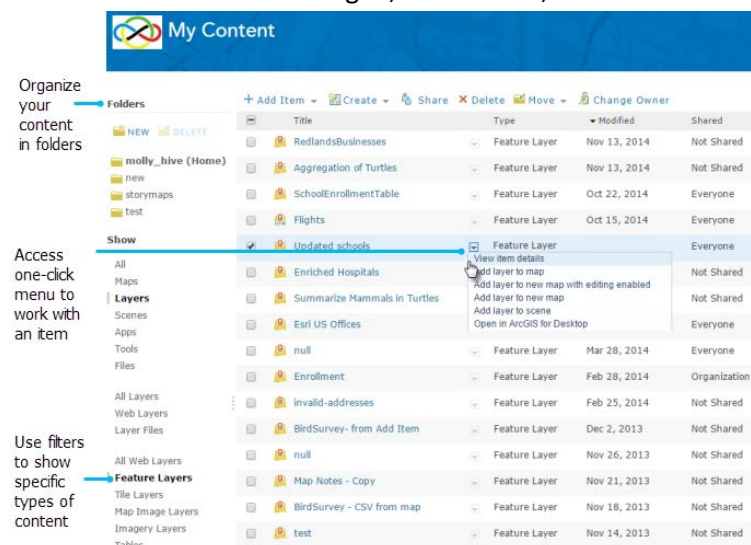 My Content
Organize
your
content
in folders
Folders
NEW DELETE
molly_hive (Home)
new
storymaps
test
Show
All
Maps
Layers
Scenes
Apps
Tools
Files
All Layers
Web Layers
Layer Files
All Web Layers
Feature Layers
Tile Layers
Map Image Layers
Imagery Layers
Tables
Access
one-click
menu to
work with
an item
Use filters
to show
specific
types of
content
+ Add Item Create Share Delete Move Change Owner
Title Type Modified Shared
RedlandsBusinesses Feature Layer Nov 13, 2014 Not Shared
Aggregation of Turtles Feature Layer Nov 13, 2014 Not Shared
SchoolEnrollmentTable Feature Layer Oct 22, 2014 Everyone
Flights Feature Layer Oct 15, 2014 Everyone
Updated schools Feature Layer Everyone
View item details
Add layer to map
Add layer to new map with editing enabled
Add layer to new map
Add layer to scene
Open in ArcGIS for Desktop
Enriched Hospitals Not Shared
Summarize Mammals in Turtles Not Shared
Esri US Offices Everyone
null Feature Layer Mar 28, 2014 Everyone
Enrollment Feature Layer Feb 28, 2014 Organization
invalid-addresses Feature Layer Feb 25, 2014 Not Shared
BirdSurvey- from Add Item Feature Layer Dec 2, 2013 Not Shared
null Feature Layer Nov 26, 2013 Not Shared
Map Notes - Copy Feature Layer Nov 21, 2013 Not Shared
BirdSurvey - CSV from map Feature Layer Nov 18, 2013 Not Shared
test Feature Layer Nov 14, 2013 Not Shared